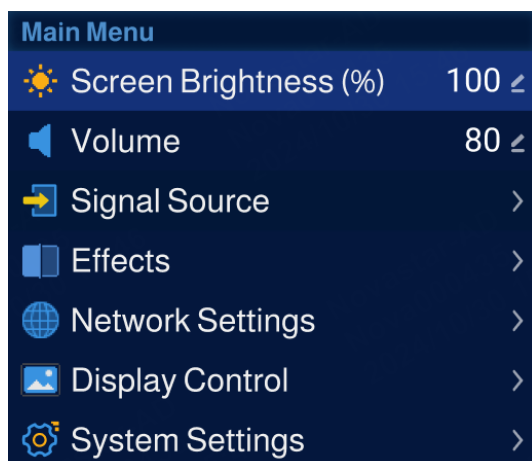 Main Menu
Screen Brightness (%) 100
Volume 80
Signal Source
Effects
Network Settings
Display Control
System Settings